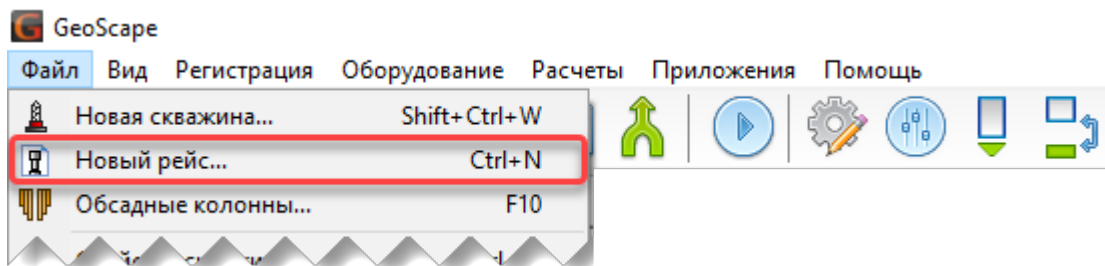 GeoScape
Файл Вид Регистрация Оборудование Расчеты Приложения Помощь
Новая скважина... Shift+Ctrl+W
Новый рейс... Ctrl+N
Обсадные колонны... F10